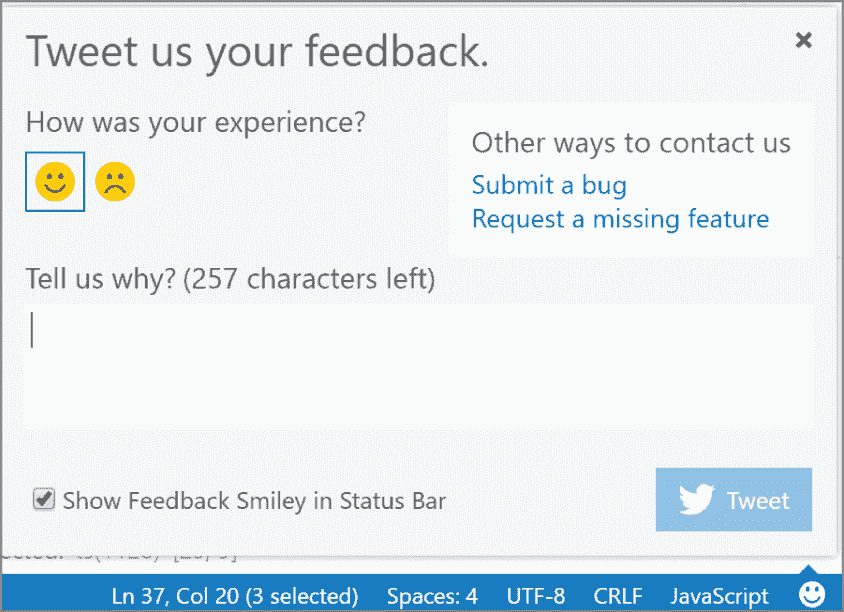 Tweet us your feedback.
How was your experience?
Other ways to contact us
Submit a bug
Request a missing feature
Tell us why? (257 characters left)
Show Feedback Smiley in Status Bar
Tweet
Ln 37, Col 20 (3 selected) Spaces: 4 UTF-8 CRLF JavaScript